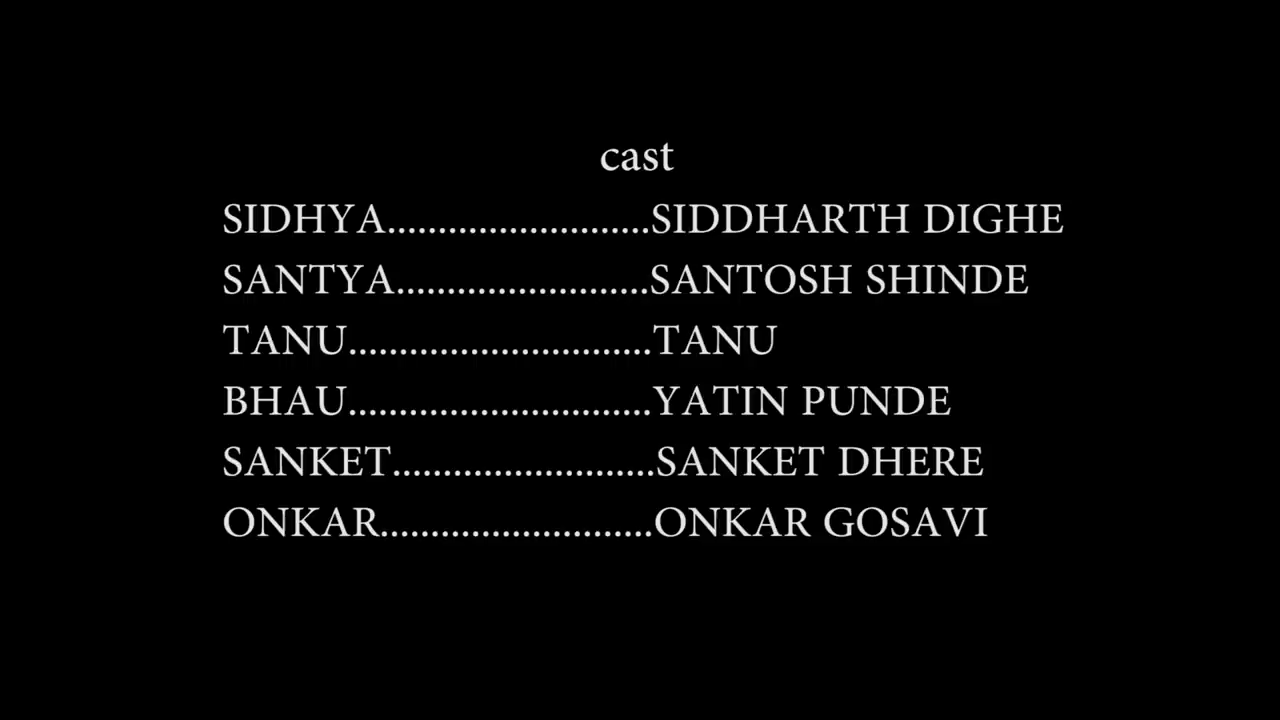 cast
SIDHYA..........................SIDDHARTH DIGHE
SANTYA.........................SANTOSH SHINDE
TANU..............................TANU
BHAU..............................YATIN PUNDE
SANKET..........................SANKET DHERE
ONKAR...........................ONKAR GOSAVI